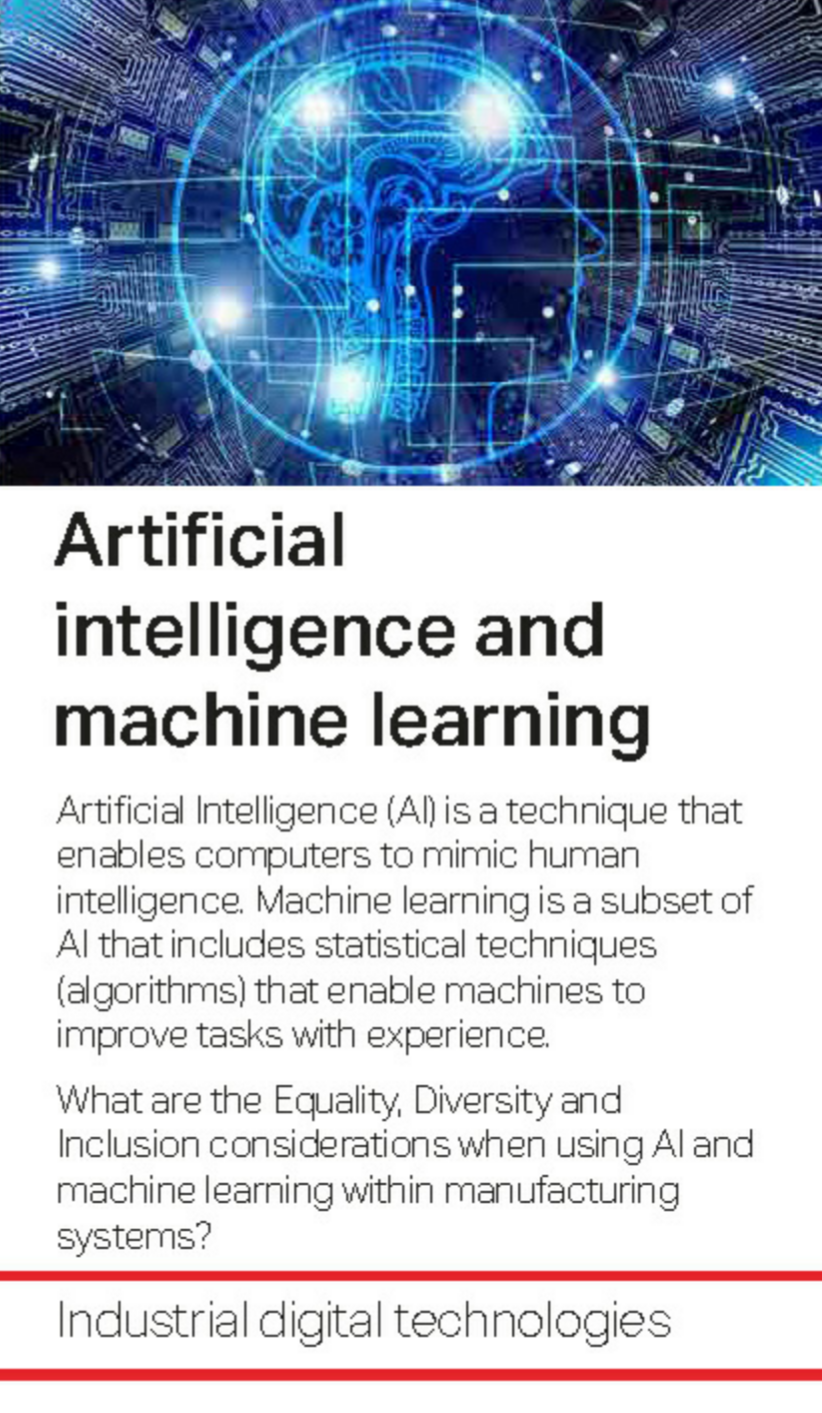 Artificial
intelligence and
machine learning
Artificial Intelligence (AI) is a technique that
enables computers to mimic human
intelligence. Machine learning is a subset of
AI that includes statistical techniques
(algorithms) that enable machines to
improve tasks with experience.
What are the Equality, Diversity and
Inclusion considerations when using AI and
machine learning within manufacturing
systems?
Industrial digital technologies